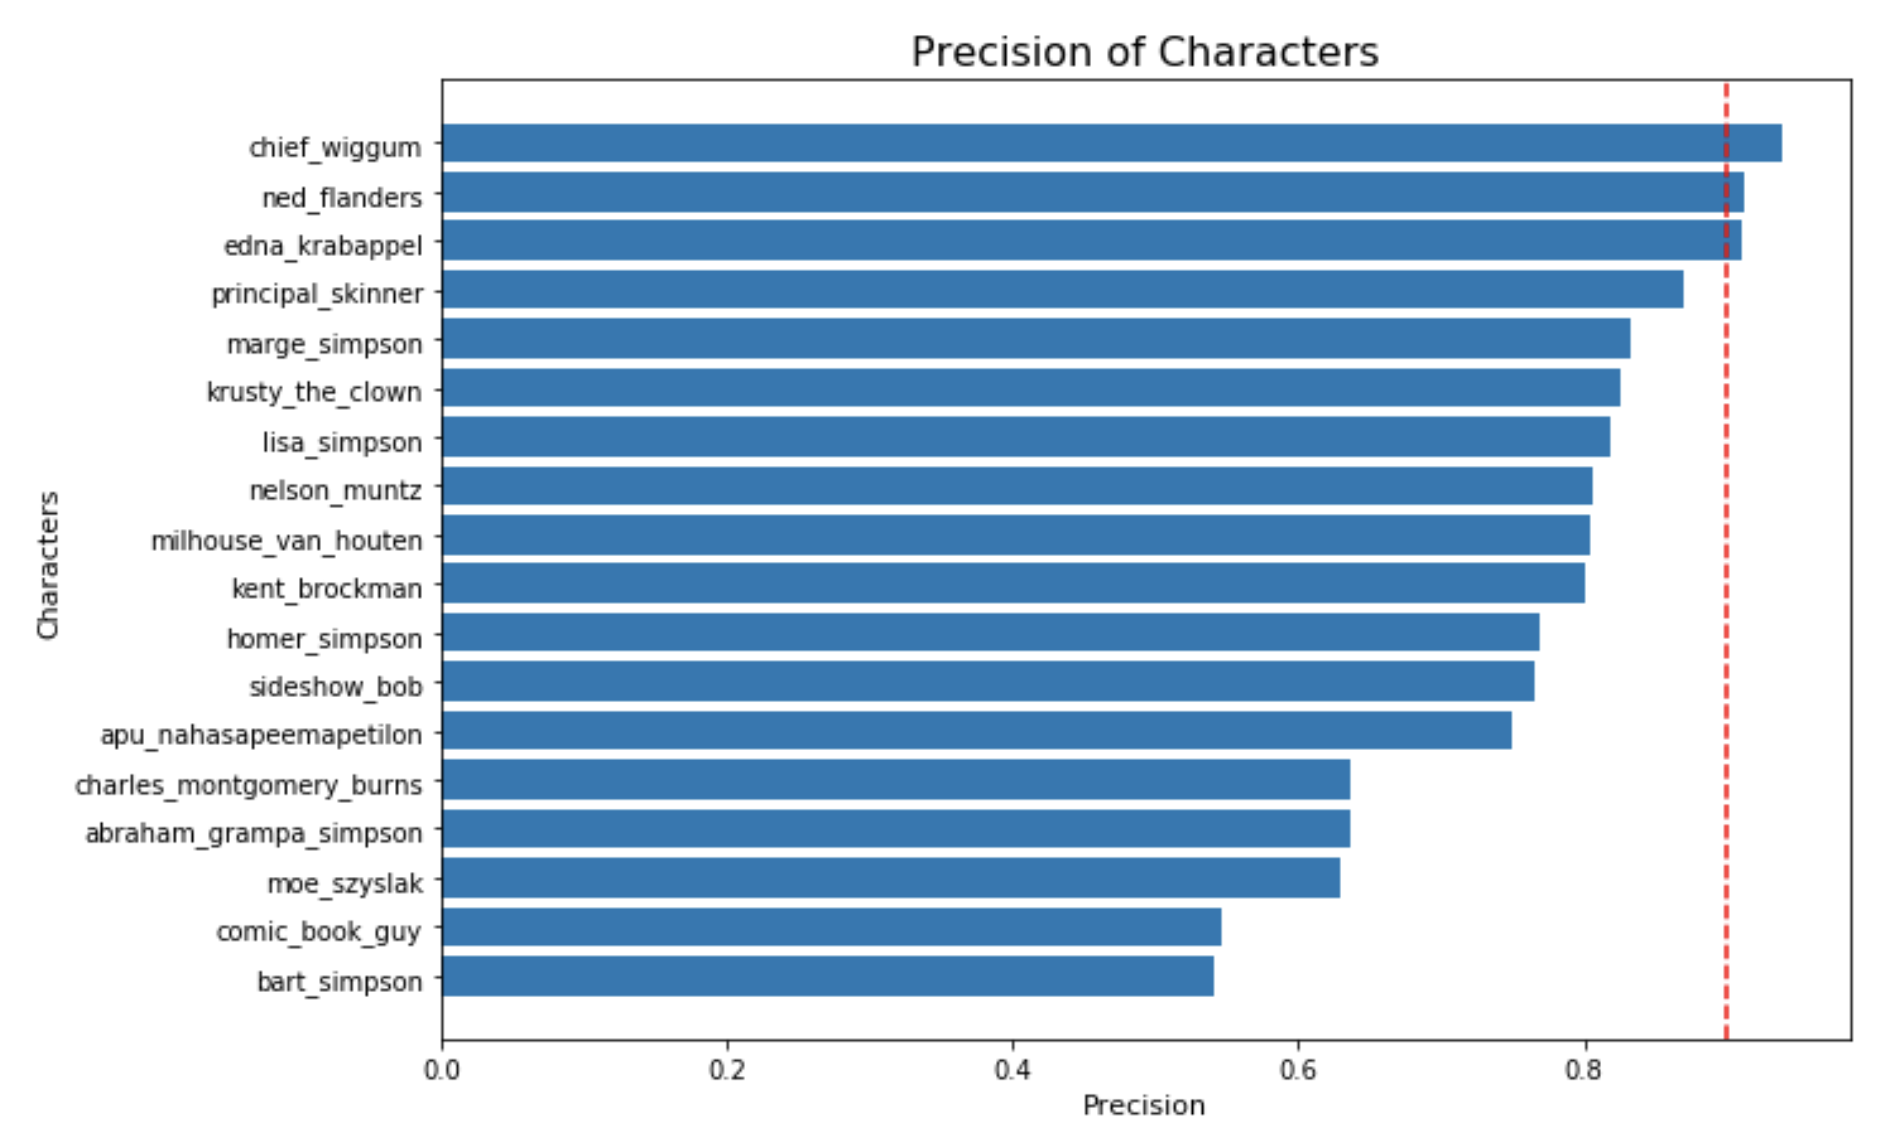 Precision of Characters
chief_wiggum
ned_flanders
edna_krabappel
principal_skinner
marge_simpson
krusty_the_clown
lisa_simpson
nelson_muntz
milhouse_van_houten
kent_brockman
homer_simpson
sideshow_bob
apu_nahasapeemapetilon
charles_montgomery_burns
abraham_grampa_simpson
moe_szyslak
comic_book_guy
bart_simpson
Characters
0.0 0.2 0.4 0.6 0.8
Precision